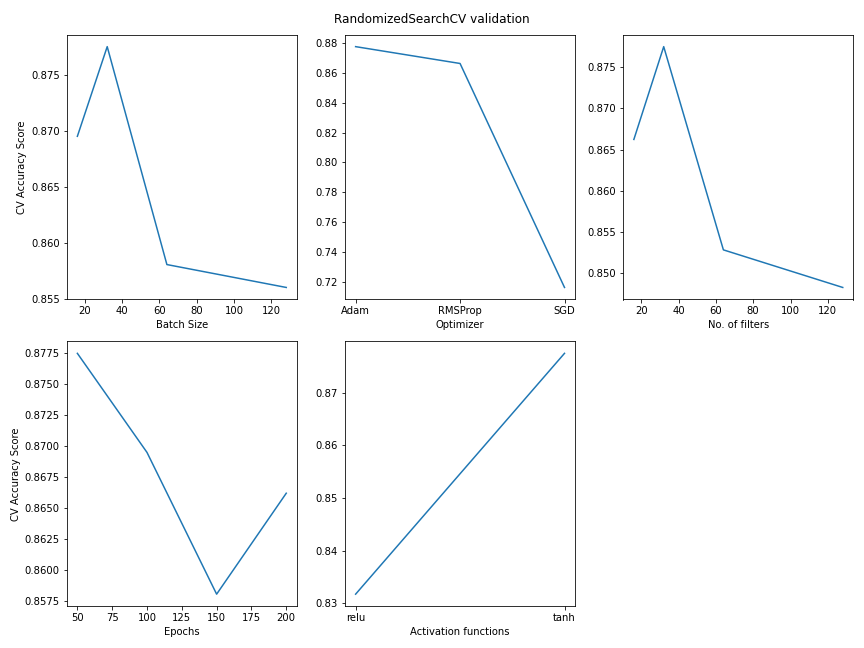 RandomizedSearchCV validation
CV Accuracy Score
0.875
0.870
0.865
0.860
0.855
20 40 60 80 100 120
Batch Size
0.88
0.86
0.84
0.82
0.80
0.78
0.76
0.74
0.72
Adam RMSProp SGD
Optimizer
0.875
0.870
0.865
0.860
0.855
0.850
20 40 60 80 100 120
No. of filters
CV Accuracy Score
0.8775
0.8750
0.8725
0.8700
0.8675
0.8650
0.8625
0.8600
0.8575
50 75 100 125 150 175 200
Epochs
0.87
0.86
0.85
0.84
0.83
relu tanh
Activation functions